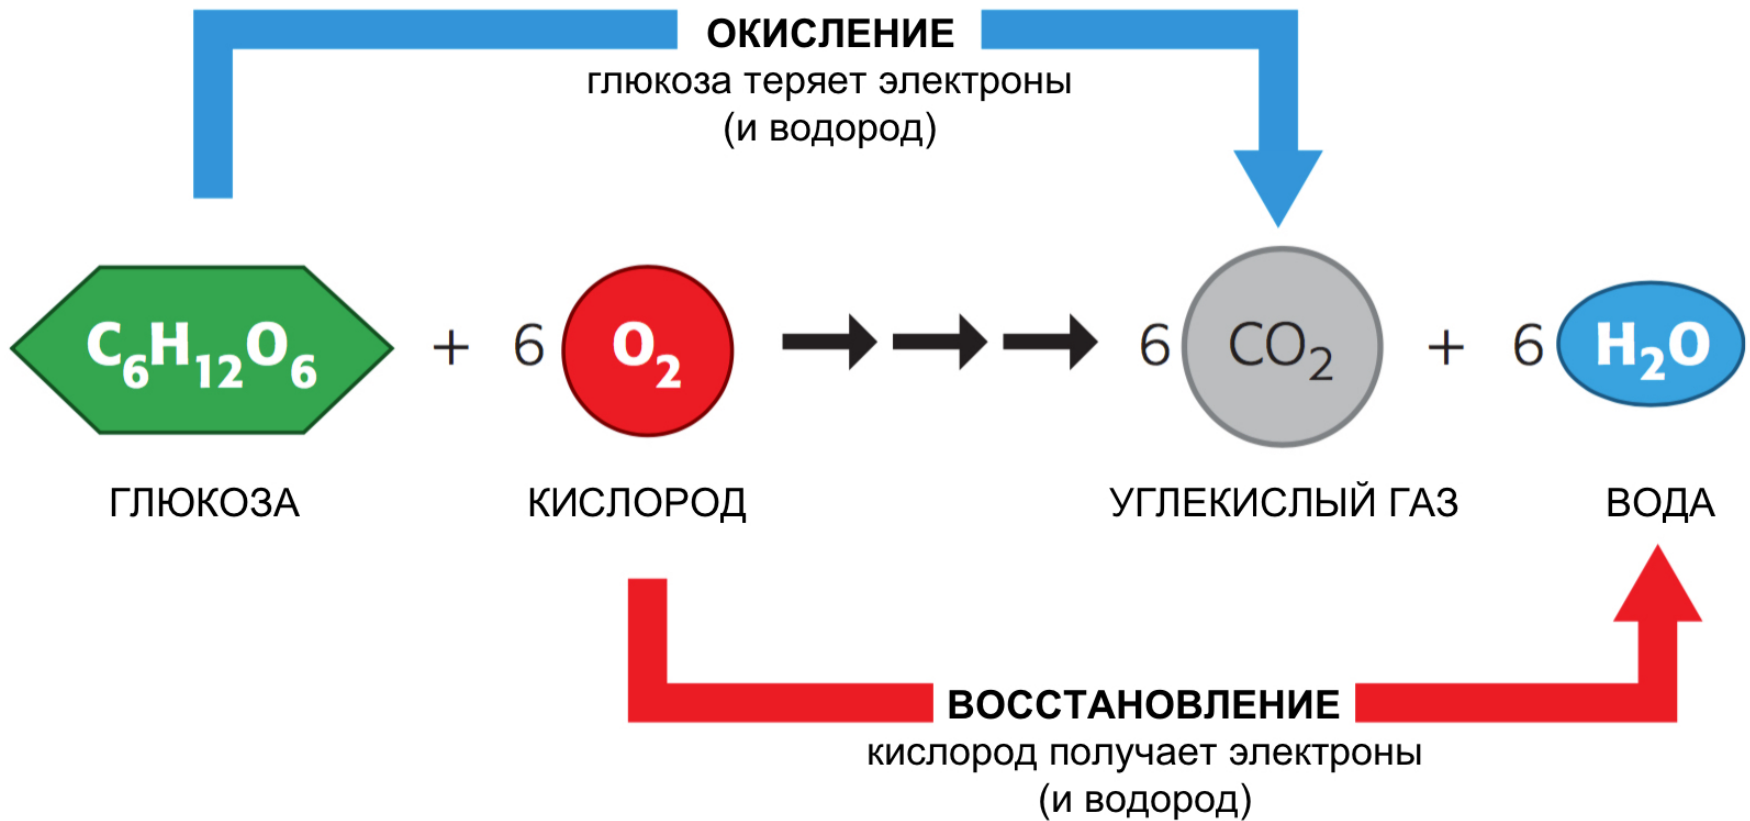 ОКИСЛЕНИЕ
глюкоза теряет электроны
(и водород)
C₆H₁₂O₆ + 6 O₂ 6 CO₂ + 6 H₂O
ГЛЮКОЗА КИСЛОРОД УГЛЕКИСЛЫЙ ГАЗ ВОДА
ВОССТАНОВЛЕНИЕ
кислород получает электроны
(и водород)